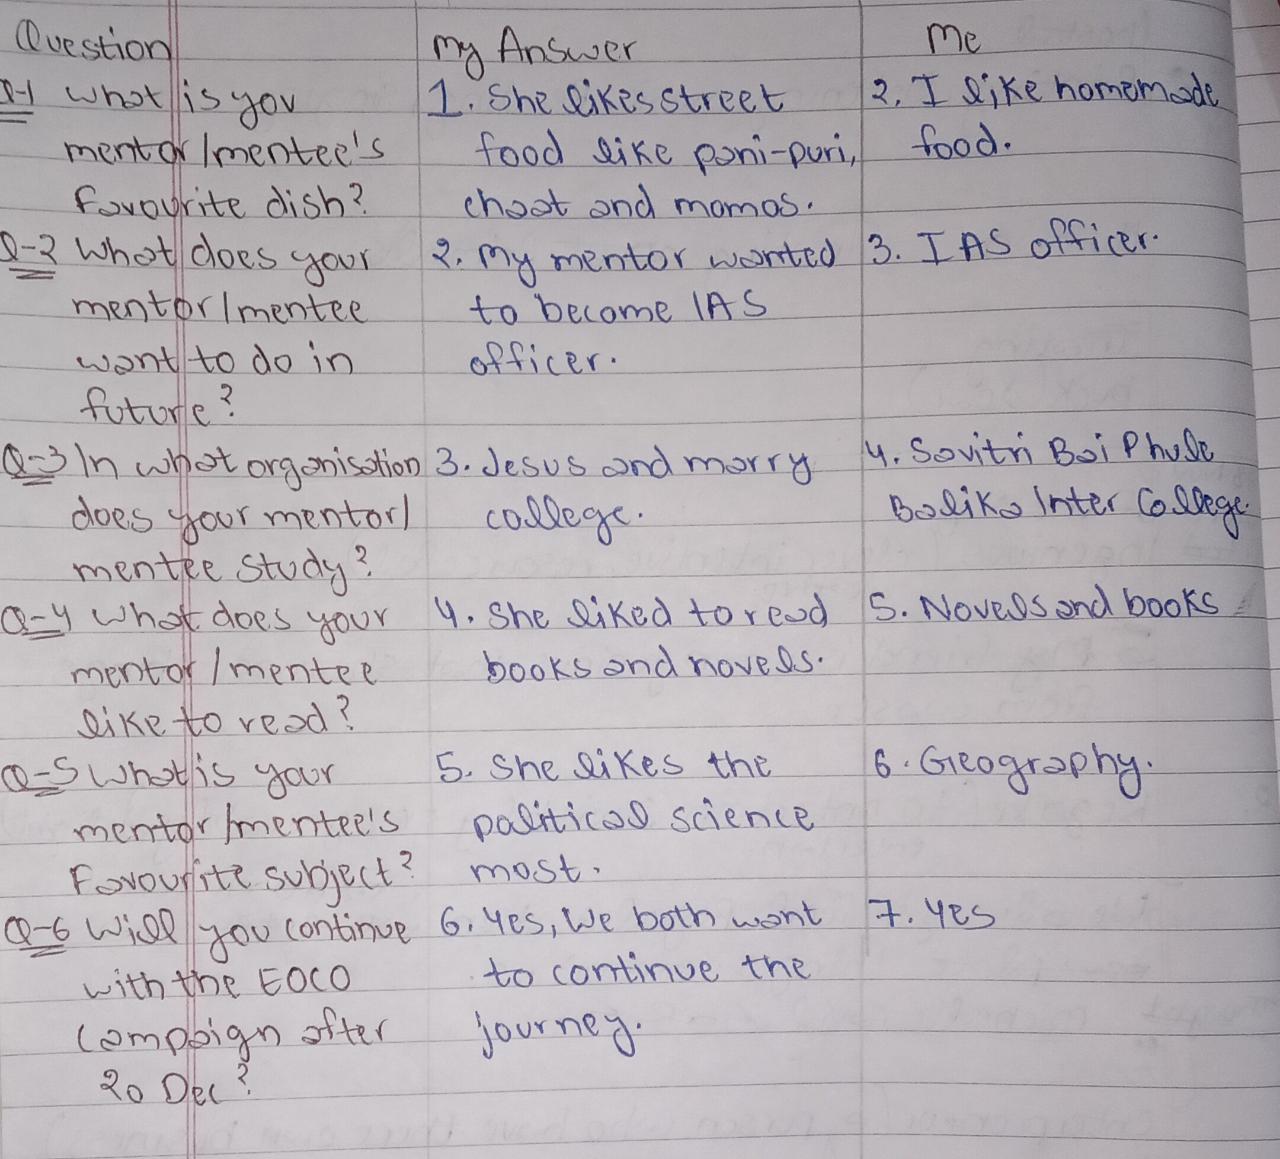 Question
my Answer
Me
Q-1 what is you
mentor/mentee's
favourite dish?
1. She likes street
food like pani-puri,
chaat and momos.
2. I like homemade
food.
Q-2 What does your
mentor/mentee
want to do in
future?
2. My mentor wanted
to become IAS
officer.
3. IAS officer.
Q-3 In what organisation
does your mentor/
mentee study?
3. Jesus and marry
college.
4. Savitri Bai Phule
Balika Inter College.
Q-4 What does your
mentor/mentee
like to read?
4. She liked to read
books and novels.
5. Novels and books
Q-5 What is your
mentor/mentee's
Favourite subject?
5. She likes the
political science
most.
6. Geography.
Q-6 Will you continue
with the EOCO
campaign after
20 Dec?
6. Yes, We both want
to continue the
journey.
7. Yes